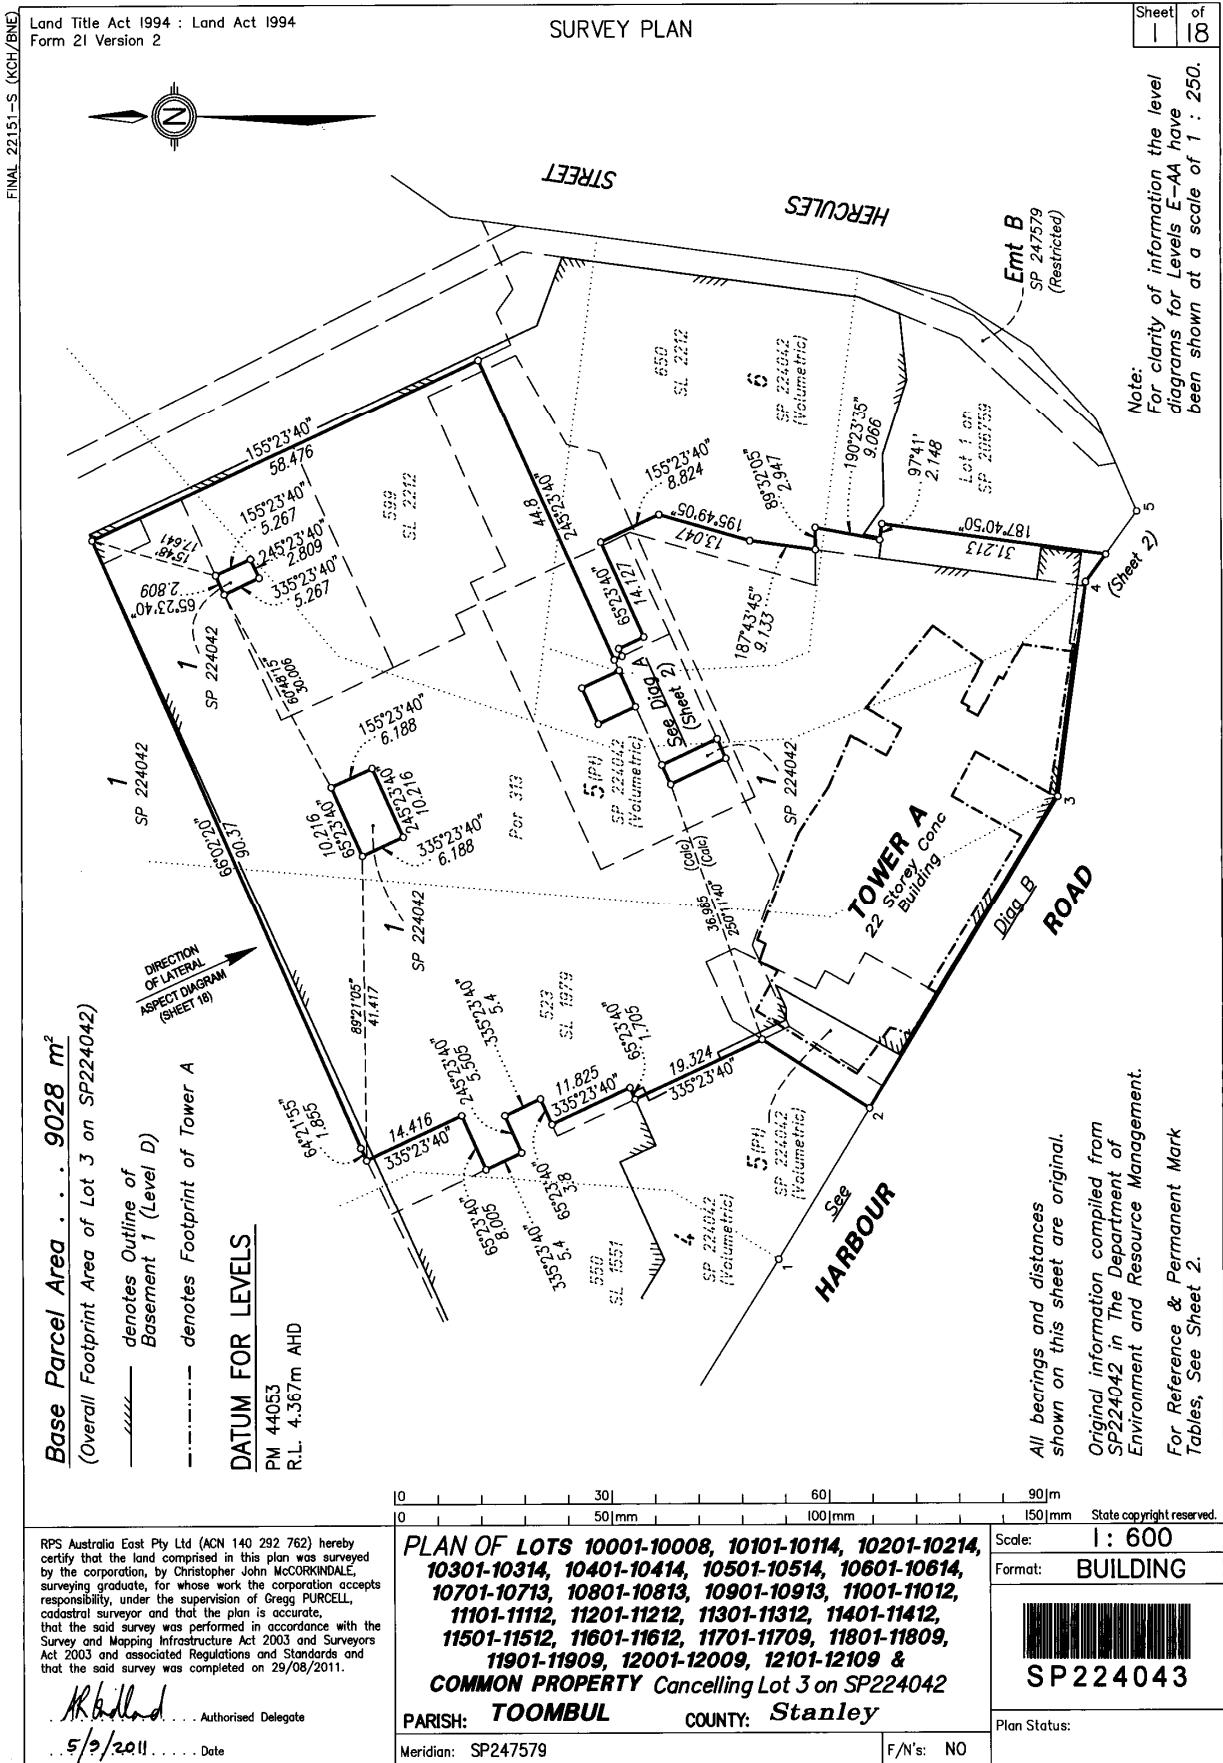 Land Title Act 1994 : Land Act 1994
Form 21 Version 2
SURVEY PLAN
Sheet of
1 18
FINAL 22151-S (KCH/BNE)
N
STREET
HERCULES
Emt B
SP 247579
(Restricted)
Note:
For clarity of information the level
diagrams for Levels E-AA have
been shown at a scale of 1 : 250.
155°23'40"
58.476
15°48'
17.641
155°23'40"
5.267
245°23'40"
2.809
335°23'40"
5.267
2.809
65°23'40"
1
SP 224042
599
SL 2212
650
SL 2212
6
SP 224042
(Volumetric)
44.8
245°23'40"
155°23'40"
8.824
89°32'05"
2.947
190°23'35"
9.066
97°41'
2.148
Lot 1 on
SP 206759
195°49'05"
13.047
187°40'50"
31.213
65°23'40"
14.127
187°43'45"
9.133
5
4
(Sheet 2)
60°48'15"
30.006
1
SP 224042
66°02'20"
90.37
155°23'40"
6.188
10.216
65°23'40"
245°23'40"
10.216
335°23'40"
6.188
1
SP 224042
Por 313
5(Pt)
SP 224042
(Volumetric)
See Diag A
(Sheet 2)
1
SP 224042
36.985 (Calc)
250°11'40" (Calc)
TOWER A
22 Storey Conc
Building
3
Diag B
ROAD
DIRECTION
OF LATERAL
ASPECT DIAGRAM
(SHEET 18)
89°21'05"
41.417
523
SL 1979
335°23'40"
5.4
245°23'40"
5.505
65°23'40"
1.705
11.825
335°23'40"
19.324
335°23'40"
64°21'55"
1.855
14.416
335°23'40"
65°23'40"
8.005
335°23'40"
5.4
65°23'40"
3.8
550
SL 1551
4
SP 224042
(Volumetric)
5(Pt)
SP 224042
(Volumetric)
2
See
1
HARBOUR
Base Parcel Area . . 9028 m²
(Overall Footprint Area of Lot 3 on SP224042)
denotes Outline of
Basement 1 (Level D)
denotes Footprint of Tower A
DATUM FOR LEVELS
PM 44053
R.L. 4.367m AHD
All bearings and distances
shown on this sheet are original.
Original information compiled from
SP224042 in The Department of
Environment and Resource Management.
For Reference & Permanent Mark
Tables, See Sheet 2.
0 30 60 90 m
0 50 mm 100 mm 150 mm
State copyright reserved.
RPS Australia East Pty Ltd (ACN 140 292 762) hereby
certify that the land comprised in this plan was surveyed
by the corporation, by Christopher John McCORKINDALE,
surveying graduate, for whose work the corporation accepts
responsibility, under the supervision of Gregg PURCELL,
cadastral surveyor and that the plan is accurate,
that the said survey was performed in accordance with the
Survey and Mapping Infrastructure Act 2003 and Surveyors
Act 2003 and associated Regulations and Standards and
that the said survey was completed on 29/08/2011.
Authorised Delegate
5/9/2011 Date
PLAN OF LOTS 10001-10008, 10101-10114, 10201-10214,
10301-10314, 10401-10414, 10501-10514, 10601-10614,
10701-10713, 10801-10813, 10901-10913, 11001-11012,
11101-11112, 11201-11212, 11301-11312, 11401-11412,
11501-11512, 11601-11612, 11701-11709, 11801-11809,
11901-11909, 12001-12009, 12101-12109 &
COMMON PROPERTY Cancelling Lot 3 on SP224042
PARISH: TOOMBUL COUNTY: Stanley
Meridian: SP247579
F/N's: NO
Scale: 1 : 600
Format: BUILDING
SP224043
Plan Status: